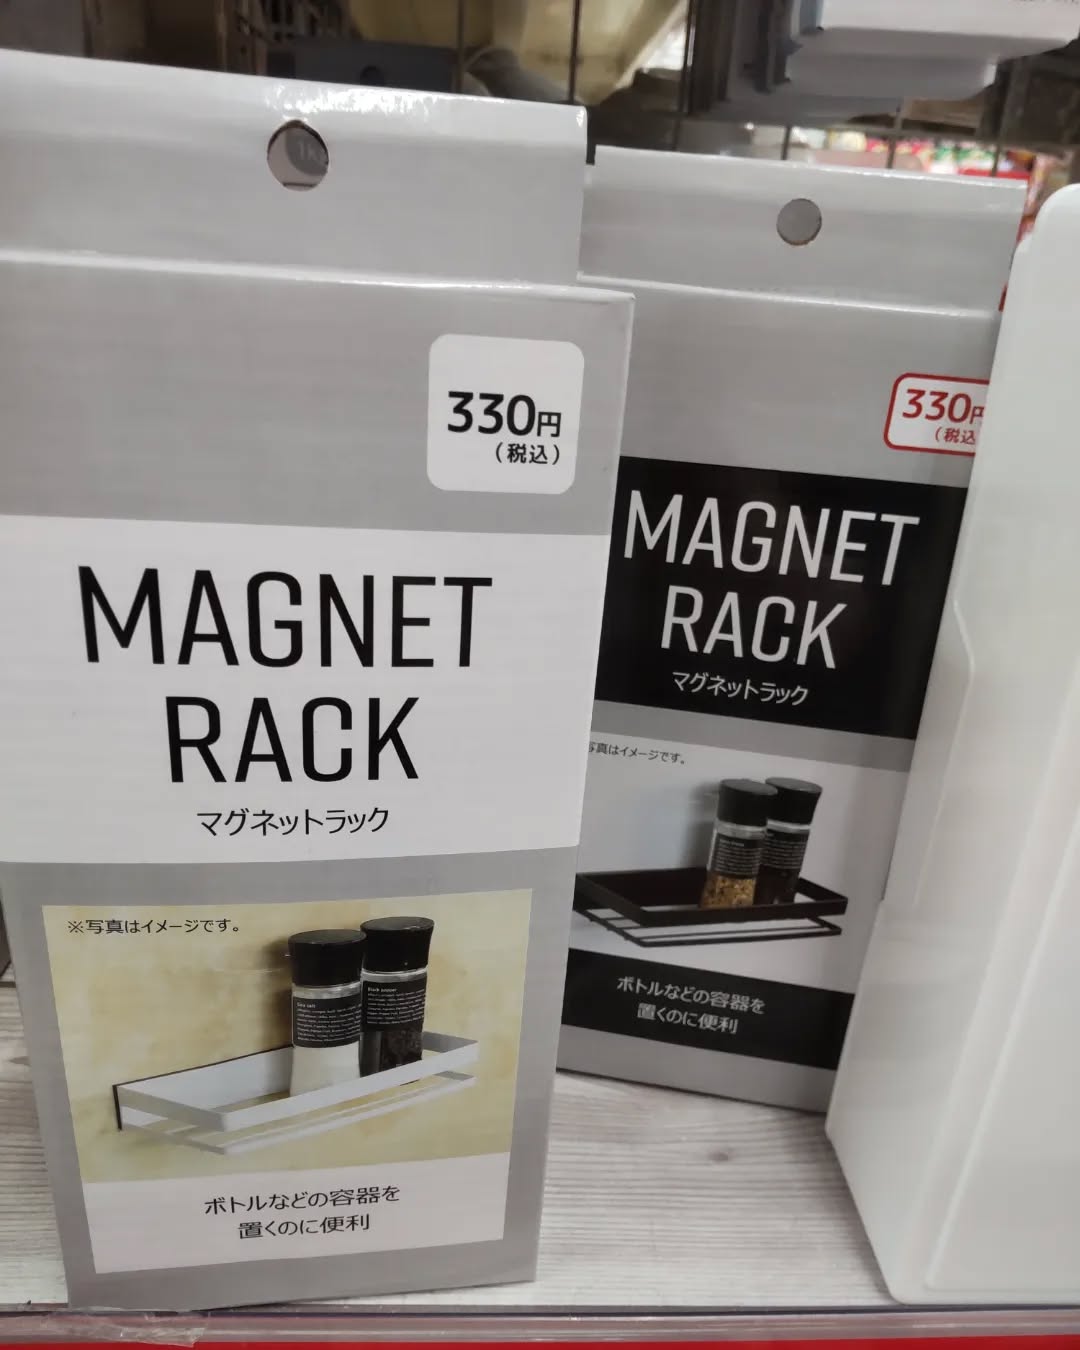 330円
(税込)
MAGNET
RACK
マグネットラック
※写真はイメージです。
Sea salt
Black pepper
ボトルなどの容器を
置くのに便利
330円
(税込
MAGNET
RACK
マグネットラック
写真はイメージです。
ボトルなどの容器を
置くのに便利